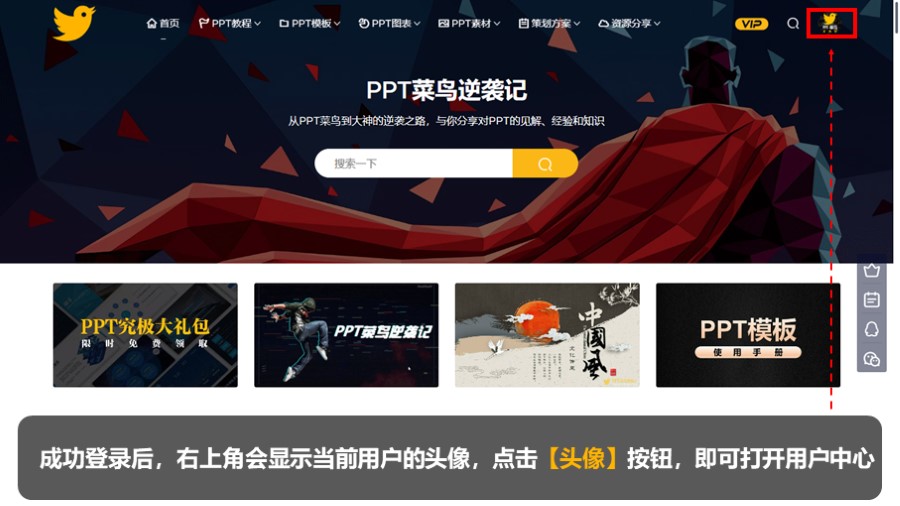 首页 PPT教程 PPT模板 PPT图表 PPT素材 策划方案 资源分享 VIP
PPT菜鸟逆袭记
从PPT菜鸟到大神的逆袭之路，与你分享对PPT的见解、经验和知识
搜索一下
PPT究极大礼包
限时免费领取
PPT菜鸟逆袭记
中国风
PPT模板
使用手册
成功登录后，右上角会显示当前用户的头像，点击【头像】按钮，即可打开用户中心